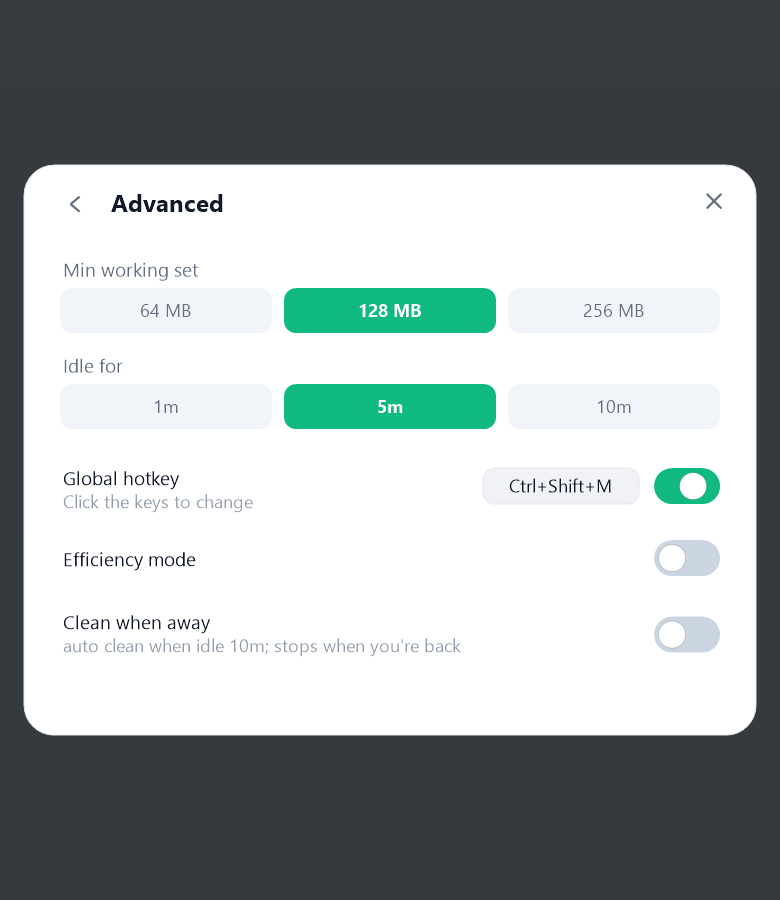 Advanced
Min working set
64 MB
128 MB
256 MB
Idle for
1m
5m
10m
Global hotkey
Click the keys to change
Ctrl+Shift+M
Efficiency mode
Clean when away
auto clean when idle 10m; stops when you're back